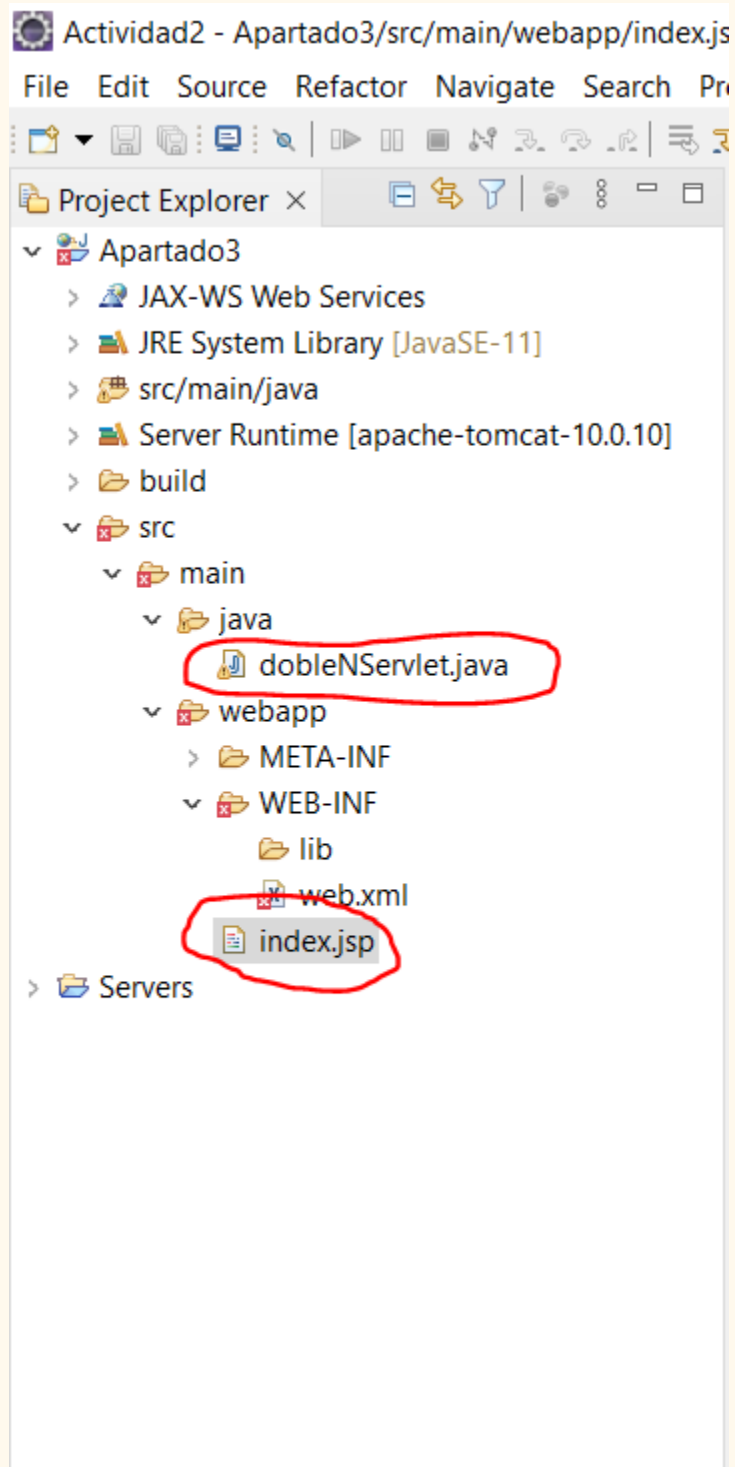 Actividad2 - Apartado3/src/main/webapp/index.js
File Edit Source Refactor Navigate Search Pr
Project Explorer
Apartado3
JAX-WS Web Services
JRE System Library [JavaSE-11]
src/main/java
Server Runtime [apache-tomcat-10.0.10]
build
src
main
java
dobleNServlet.java
webapp
META-INF
WEB-INF
lib
web.xml
index.jsp
Servers